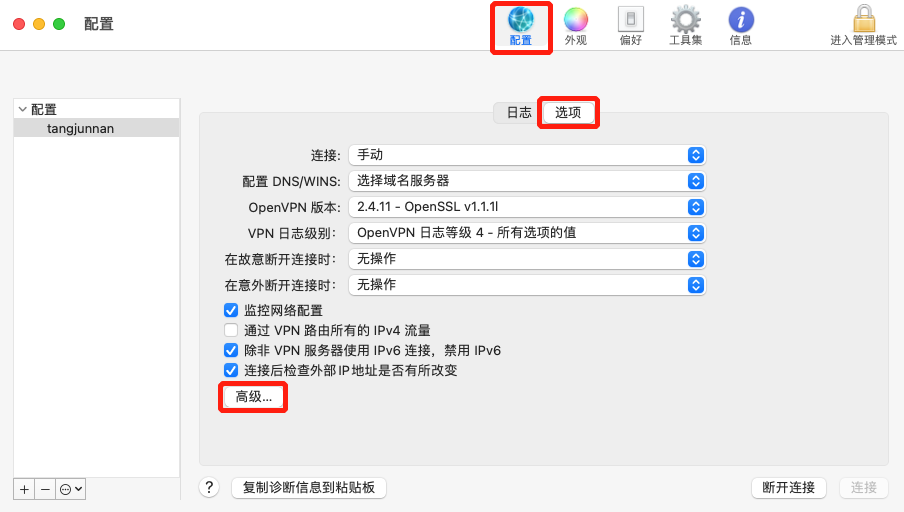 配置
配置
外观
偏好
工具集
信息
进入管理模式
配置
tangjunnan
日志
选项
连接: 手动
配置 DNS/WINS: 选择域名服务器
OpenVPN 版本: 2.4.11 - OpenSSL v1.1.1l
VPN 日志级别: OpenVPN 日志等级 4 - 所有选项的值
在故意断开连接时: 无操作
在意外断开连接时: 无操作
监控网络配置
通过 VPN 路由所有的 IPv4 流量
除非 VPN 服务器使用 IPv6 连接，禁用 IPv6
连接后检查外部 IP 地址是否有所改变
高级...
?
复制诊断信息到粘贴板
断开连接
连接